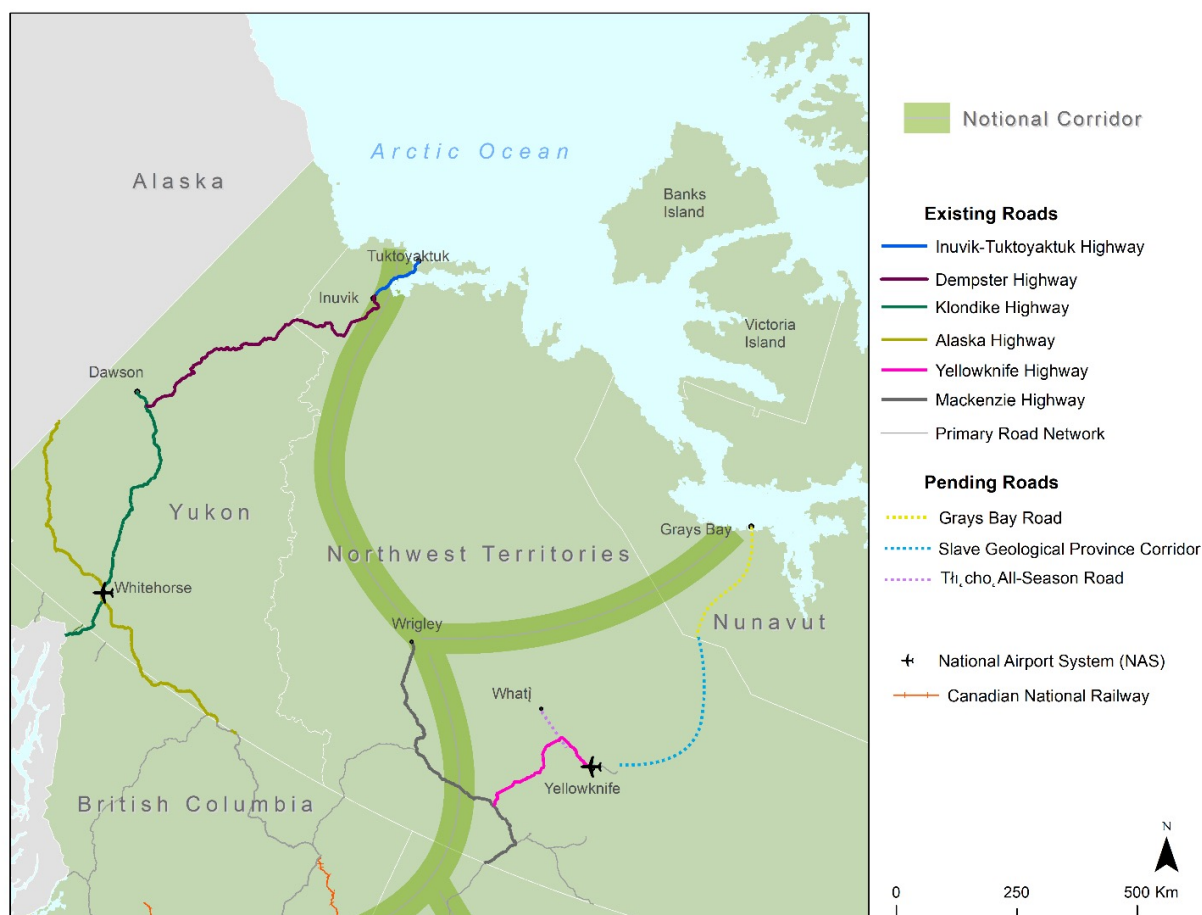 Alaska
Arctic Ocean
Banks
Island
Tuktoyaktuk
Inuvik
Victoria
Island
Dawson
Yukon
Grays Bay
Northwest Territories
Whitehorse
Wrigley
Nunavut
Whatį̀
Yellowknife
British Columbia
Notional Corridor
Existing Roads
Inuvik-Tuktoyaktuk Highway
Dempster Highway
Klondike Highway
Alaska Highway
Yellowknife Highway
Mackenzie Highway
Primary Road Network
Pending Roads
Grays Bay Road
Slave Geological Province Corridor
Tłı̨chǫ All-Season Road
National Airport System (NAS)
Canadian National Railway
N
0 250 500 Km